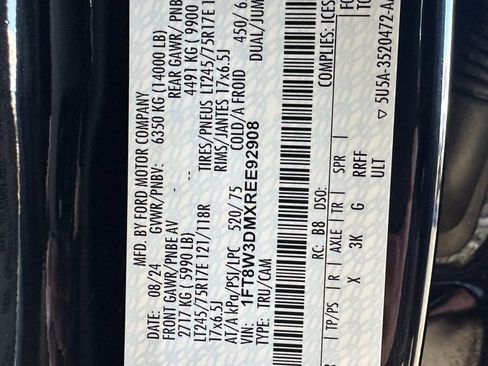 MFD. BY FORD MOTOR COMPANY
DATE: 08/24 GVWR/PNBV: 6350 KG (14000 LB)
FRONT GAWR/PNBE AV REAR GAWR/ PNB
2717 KG ( 5990 LB) 4491 KG ( 9900
LT245/75R17E 121/118R TIRES/PNEUS LT245/75R17E 1
17x6.5J RIMS/JANTES 17x6.5J
AT/A kPa/PSI/LPC 520/75 COLD/A FROID 450/ 6
VIN: 1FT8W3DMXREE92908 DUAL/JUM
TYPE: TRU/CAM COMPLIES: ICES
RC: BB DSO: FO
TP/PS R AXLE TR SPR
X 3K G RRFF
ULT
▽ 5U5A-3520472-A